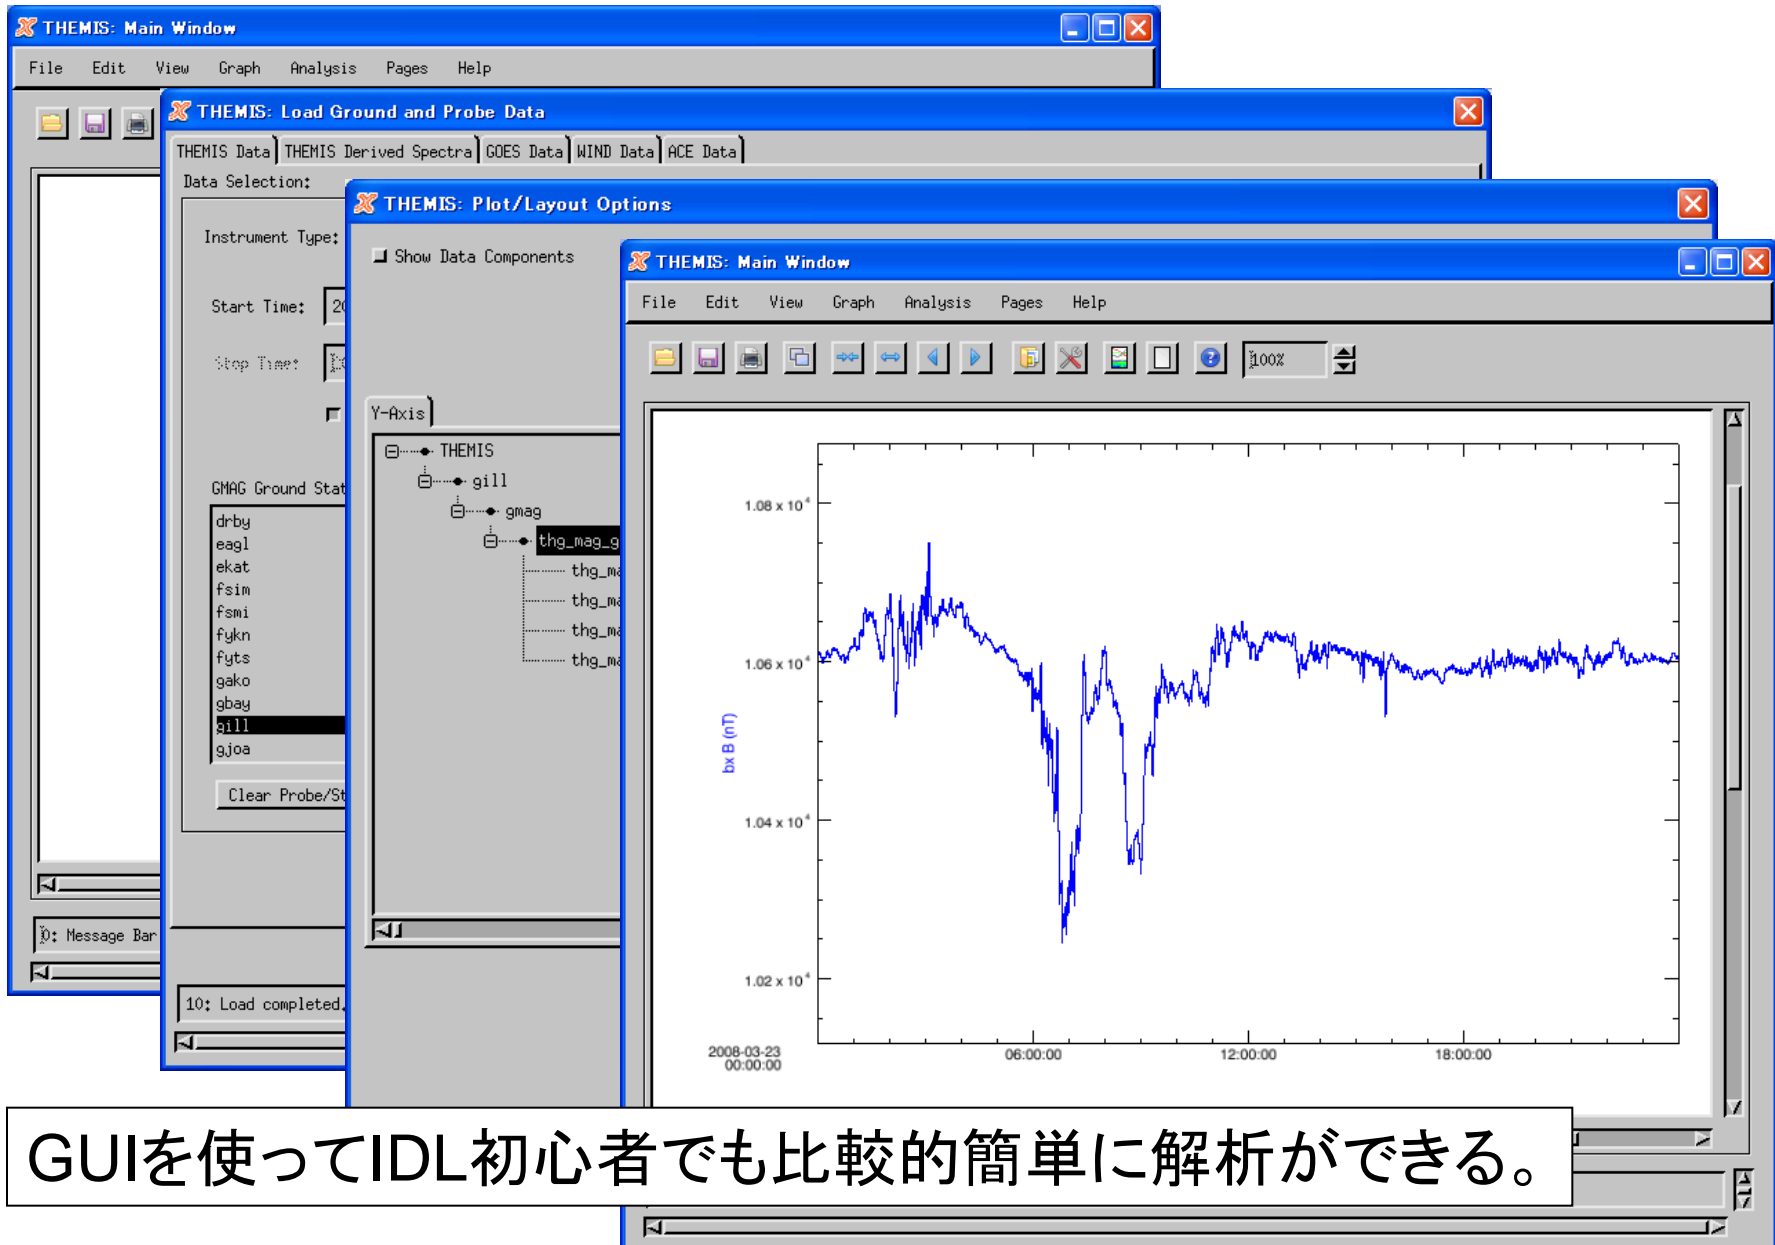 THEMIS: Main Window
File Edit View Graph Analysis Pages Help
THEMIS: Load Ground and Probe Data
THEMIS Data THEMIS Derived Spectra GOES Data WIND Data ACE Data
Data Selection:
Instrument Type:
Start Time: 20
Stop Time:
GMAG Ground Stat
drby
eagl
ekat
fsim
fsmi
fykn
fyts
gako
gbay
gill
gjoa
Clear Probe/St
0: Message Bar
10: Load completed.
THEMIS: Plot/Layout Options
Show Data Components
Y-Axis
THEMIS
gill
gmag
thg_mag_g
thg_ma
thg_ma
thg_ma
thg_ma
THEMIS: Main Window
File Edit View Graph Analysis Pages Help
100%
1.08 x 10⁴
1.06 x 10⁴
1.04 x 10⁴
1.02 x 10⁴
bx B (nT)
2008-03-23
00:00:00 06:00:00 12:00:00 18:00:00
GUIを使ってIDL初心者でも比較的簡単に解析ができる。